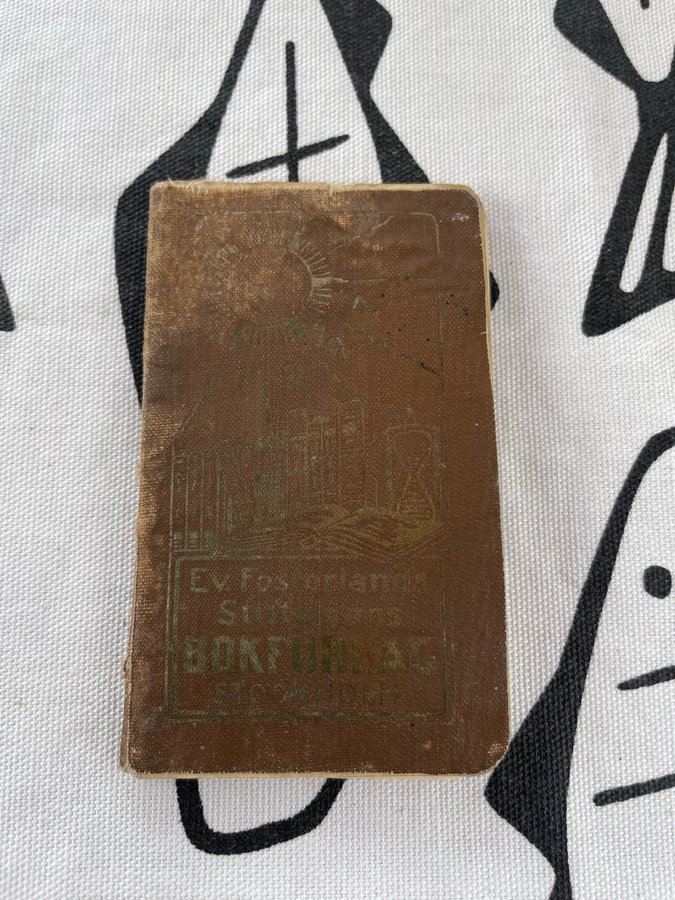 Ev. Fosterlands
Stiftelsens
BOKFÖRLAG
STOCKHOLM